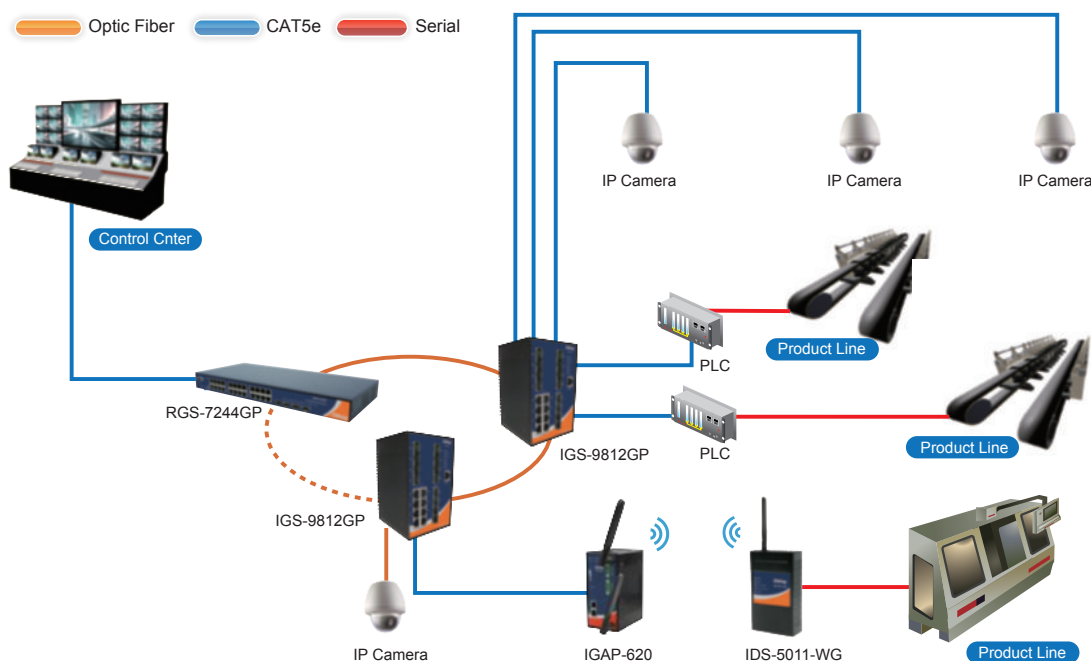 Optic Fiber
CAT5e
Serial
IP Camera
IP Camera
IP Camera
Control Cnter
PLC
Product Line
RGS-7244GP
IGS-9812GP
PLC
Product Line
IGS-9812GP
IP Camera
IGAP-620
IDS-5011-WG
Product Line